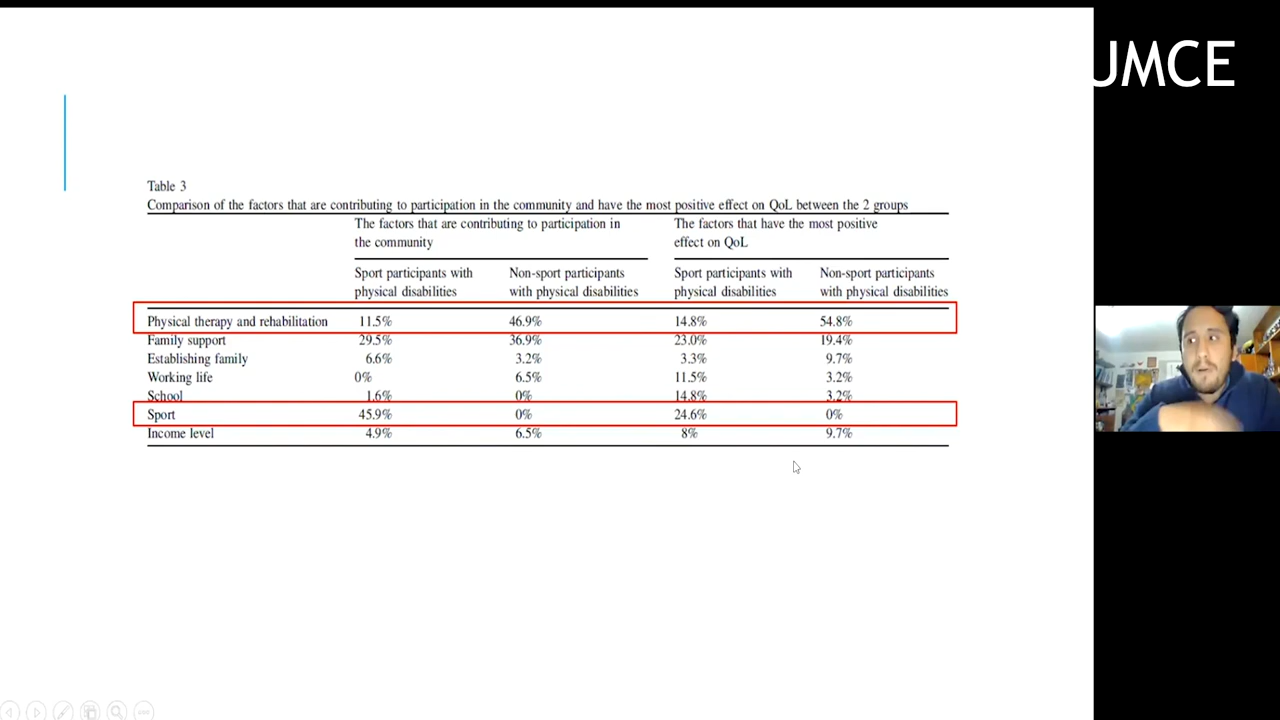 UMCE
Table 3
Comparison of the factors that are contributing to participation in the community and have the most positive effect on QoL between the 2 groups
The factors that are contributing to participation in the community
The factors that have the most positive effect on QoL
Sport participants with physical disabilities
Non-sport participants with physical disabilities
Sport participants with physical disabilities
Non-sport participants with physical disabilities
Physical therapy and rehabilitation 11.5% 46.9% 14.8% 54.8%
Family support 29.5% 36.9% 23.0% 19.4%
Establishing family 6.6% 3.2% 3.3% 9.7%
Working life 0% 6.5% 11.5% 3.2%
School 1.6% 0% 14.8% 3.2%
Sport 45.9% 0% 24.6% 0%
Income level 4.9% 6.5% 8% 9.7%